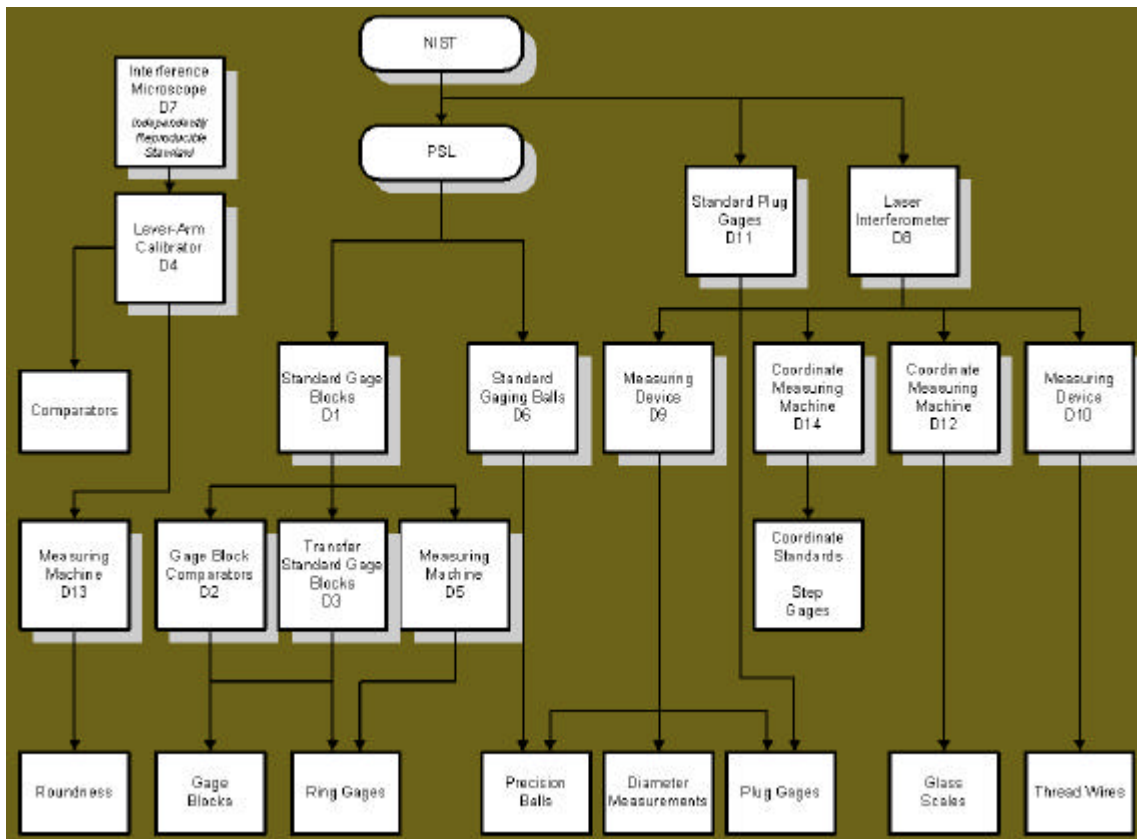 NIST
Interference
Microscope
D7
Independently
Reproducible
Standard
PSL
Lever-Arm
Calibrator
D4
Standard Plug
Gages
D11
Laser
Interferometer
D8
Comparators
Standard Gage
Blocks
D1
Standard
Gaging Balls
D6
Measuring
Device
D9
Coordinate
Measuring
Machine
D14
Coordinate
Measuring
Machine
D12
Measuring
Device
D10
Measuring
Machine
D13
Gage Block
Comparators
D2
Transfer
Standard Gage
Blocks
D3
Measuring
Machine
D5
Coordinate
Standards
Step
Gages
Roundness
Gage
Blocks
Ring Gages
Precision
Balls
Diameter
Measurements
Plug Gages
Glass
Scales
Thread Wires